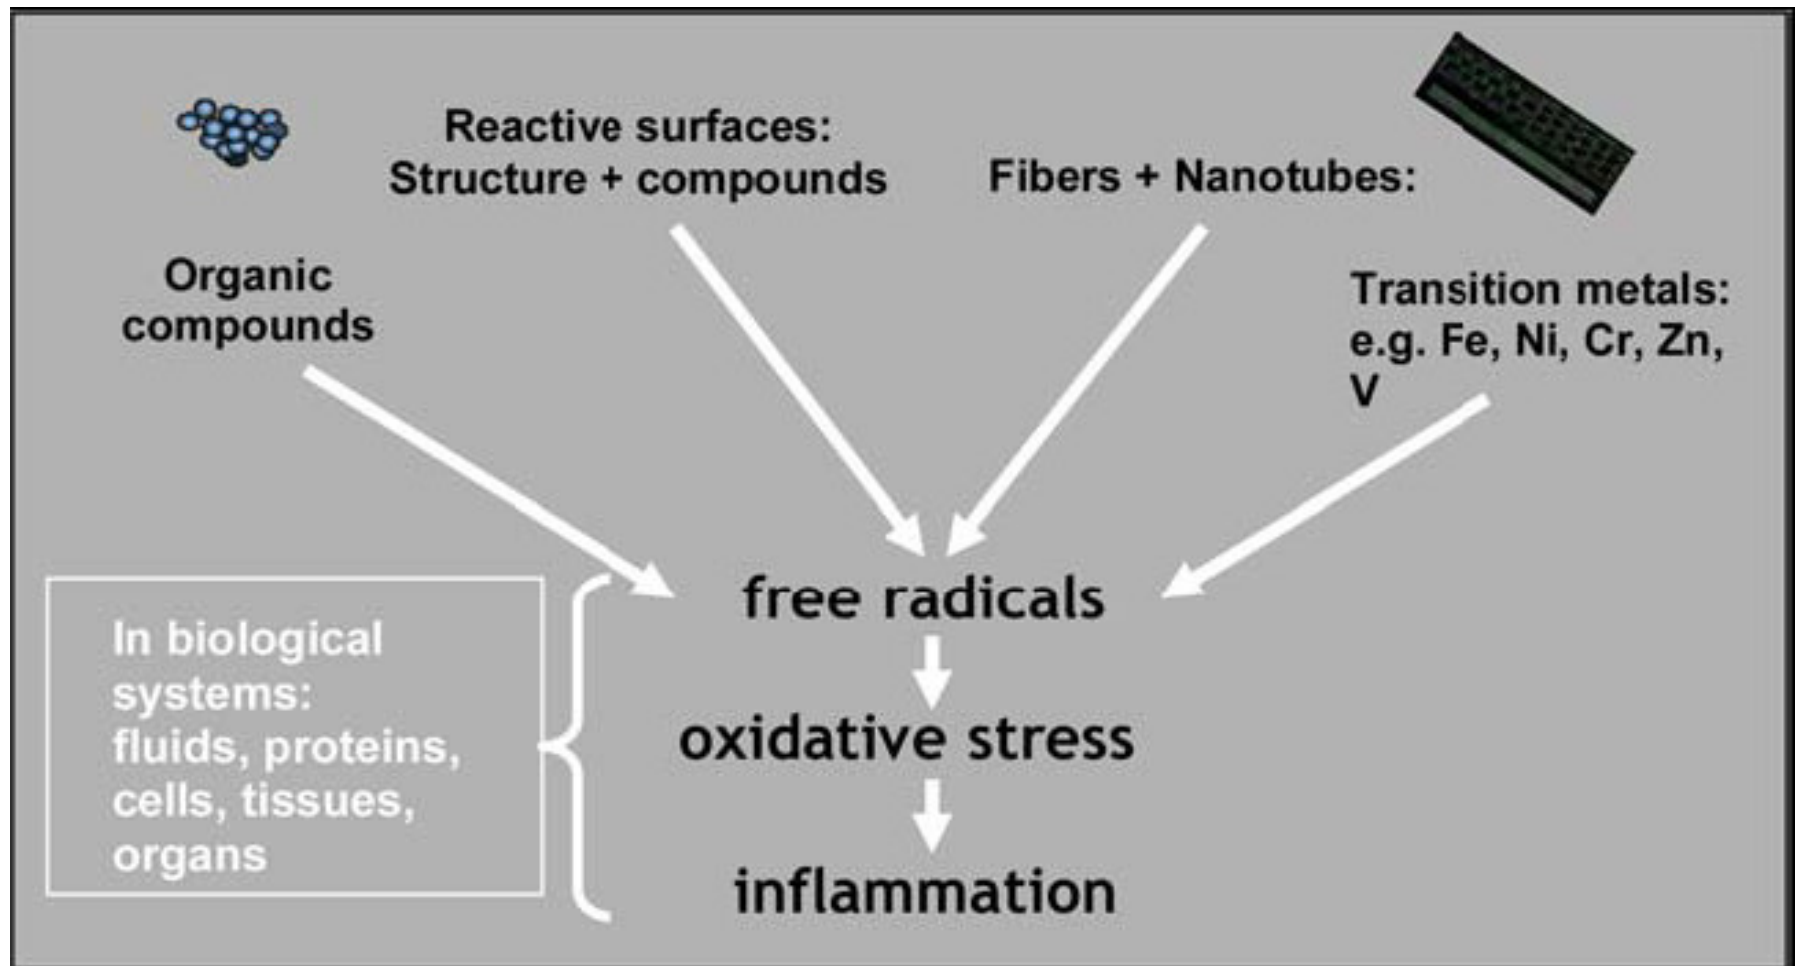 Reactive surfaces:
Structure + compounds
Fibers + Nanotubes:
Organic
compounds
Transition metals:
e.g. Fe, Ni, Cr, Zn,
V
free radicals
oxidative stress
inflammation
In biological
systems:
fluids, proteins,
cells, tissues,
organs